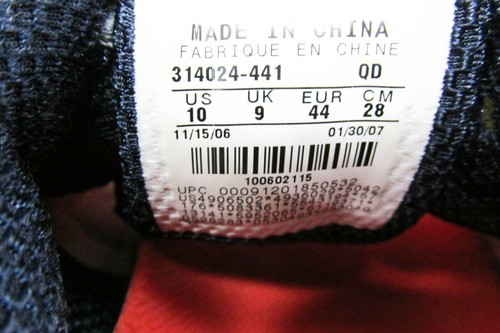 MADE IN CHINA
FABRIQUE EN CHINE
314024-441 QD
US UK EUR CM
10 9 44 28
11/15/06 01/30/07
100602115
UPC 00091201850532